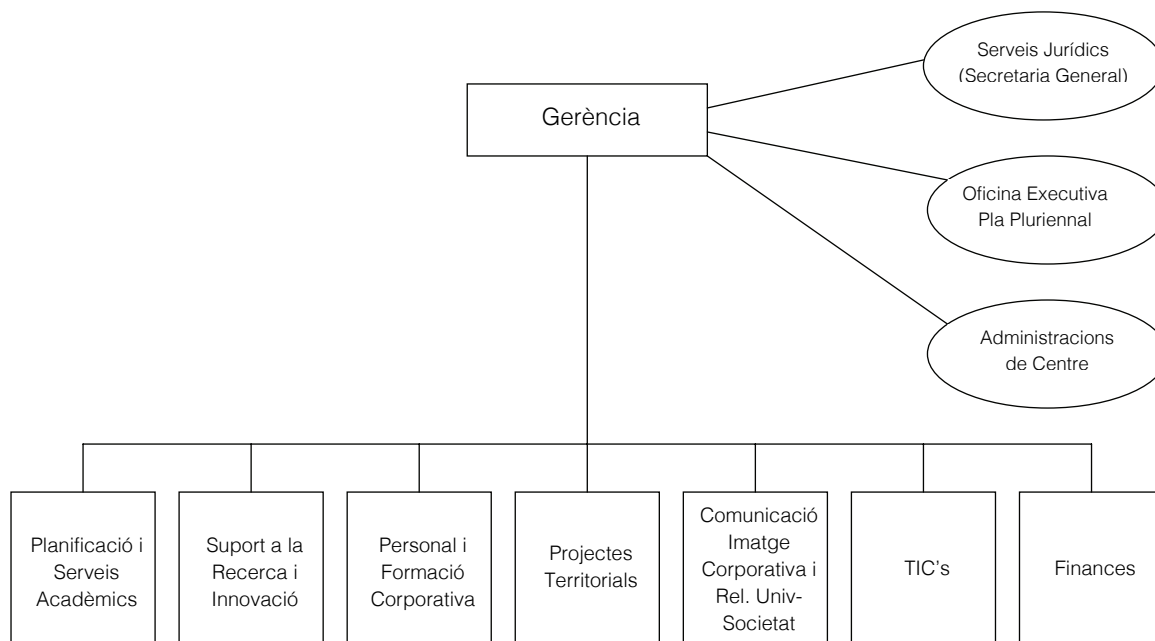 Serveis Jurídics
(Secretaria General)
Gerència
Oficina Executiva
Pla Pluriennal
Administracions
de Centre
Planificació i
Serveis
Acadèmics
Suport a la
Recerca i
Innovació
Personal i
Formació
Corporativa
Projectes
Territorials
Comunicació
Imatge
Corporativa i
Rel. Univ-
Societat
TIC's
Finances